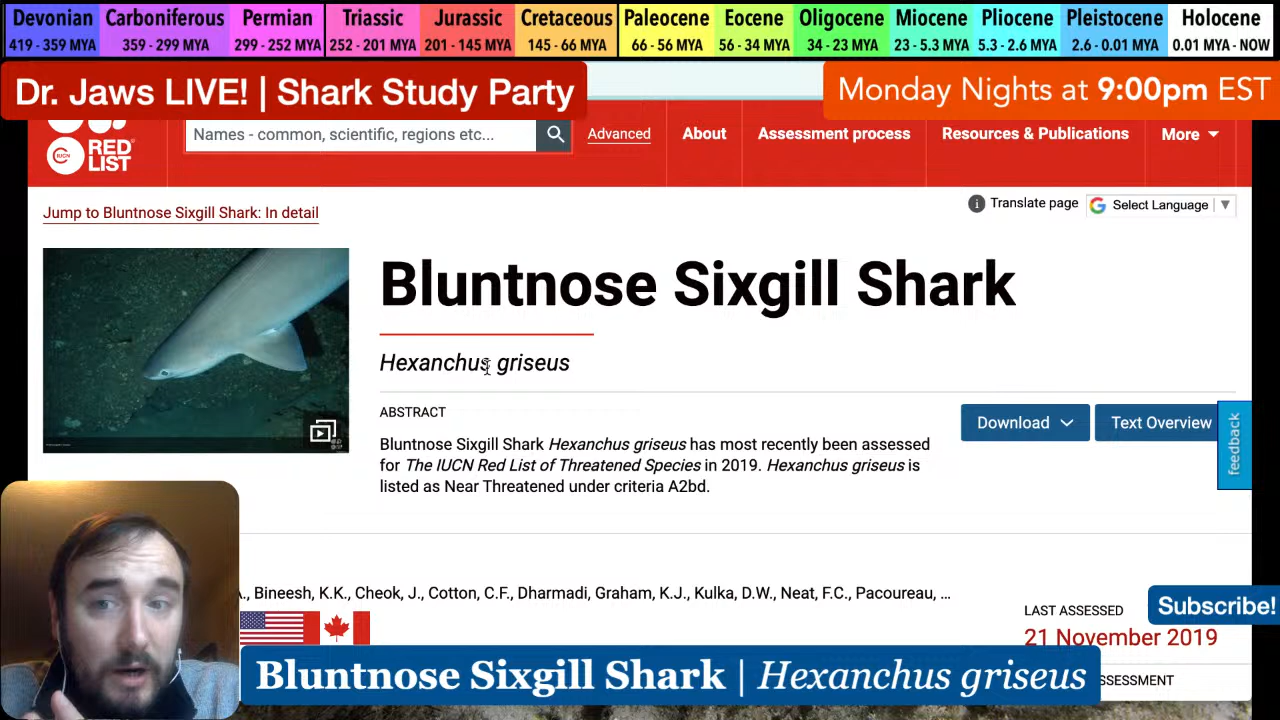 Devonian Carboniferous Permian Triassic Jurassic Cretaceous Paleocene Eocene Oligocene Miocene Pliocene Pleistocene Holocene
419 - 359 MYA 359 - 299 MYA 299 - 252 MYA 252 - 201 MYA 201 - 145 MYA 145 - 66 MYA 66 - 56 MYA 56 - 34 MYA 34 - 23 MYA 23 - 5.3 MYA 5.3 - 2.6 MYA 2.6 - 0.01 MYA 0.01 MYA - NOW
Dr. Jaws LIVE! | Shark Study Party
Monday Nights at 9:00pm EST
IUCN RED LIST
Names - common, scientific, regions etc...
Advanced
About
Assessment process
Resources & Publications
More
Jump to Bluntnose Sixgill Shark: In detail
Translate page
Select Language
Bluntnose Sixgill Shark
Hexanchus griseus
ABSTRACT
Bluntnose Sixgill Shark Hexanchus griseus has most recently been assessed
for The IUCN Red List of Threatened Species in 2019. Hexanchus griseus is
listed as Near Threatened under criteria A2bd.
Download
Text Overview
feedback
Bineesh, K.K., Cheok, J., Cotton, C.F., Dharmadi, Graham, K.J., Kulka, D.W., Neat, F.C., Pacoureau, ...
LAST ASSESSED
21 November 2019
Subscribe!
Bluntnose Sixgill Shark | Hexanchus griseus